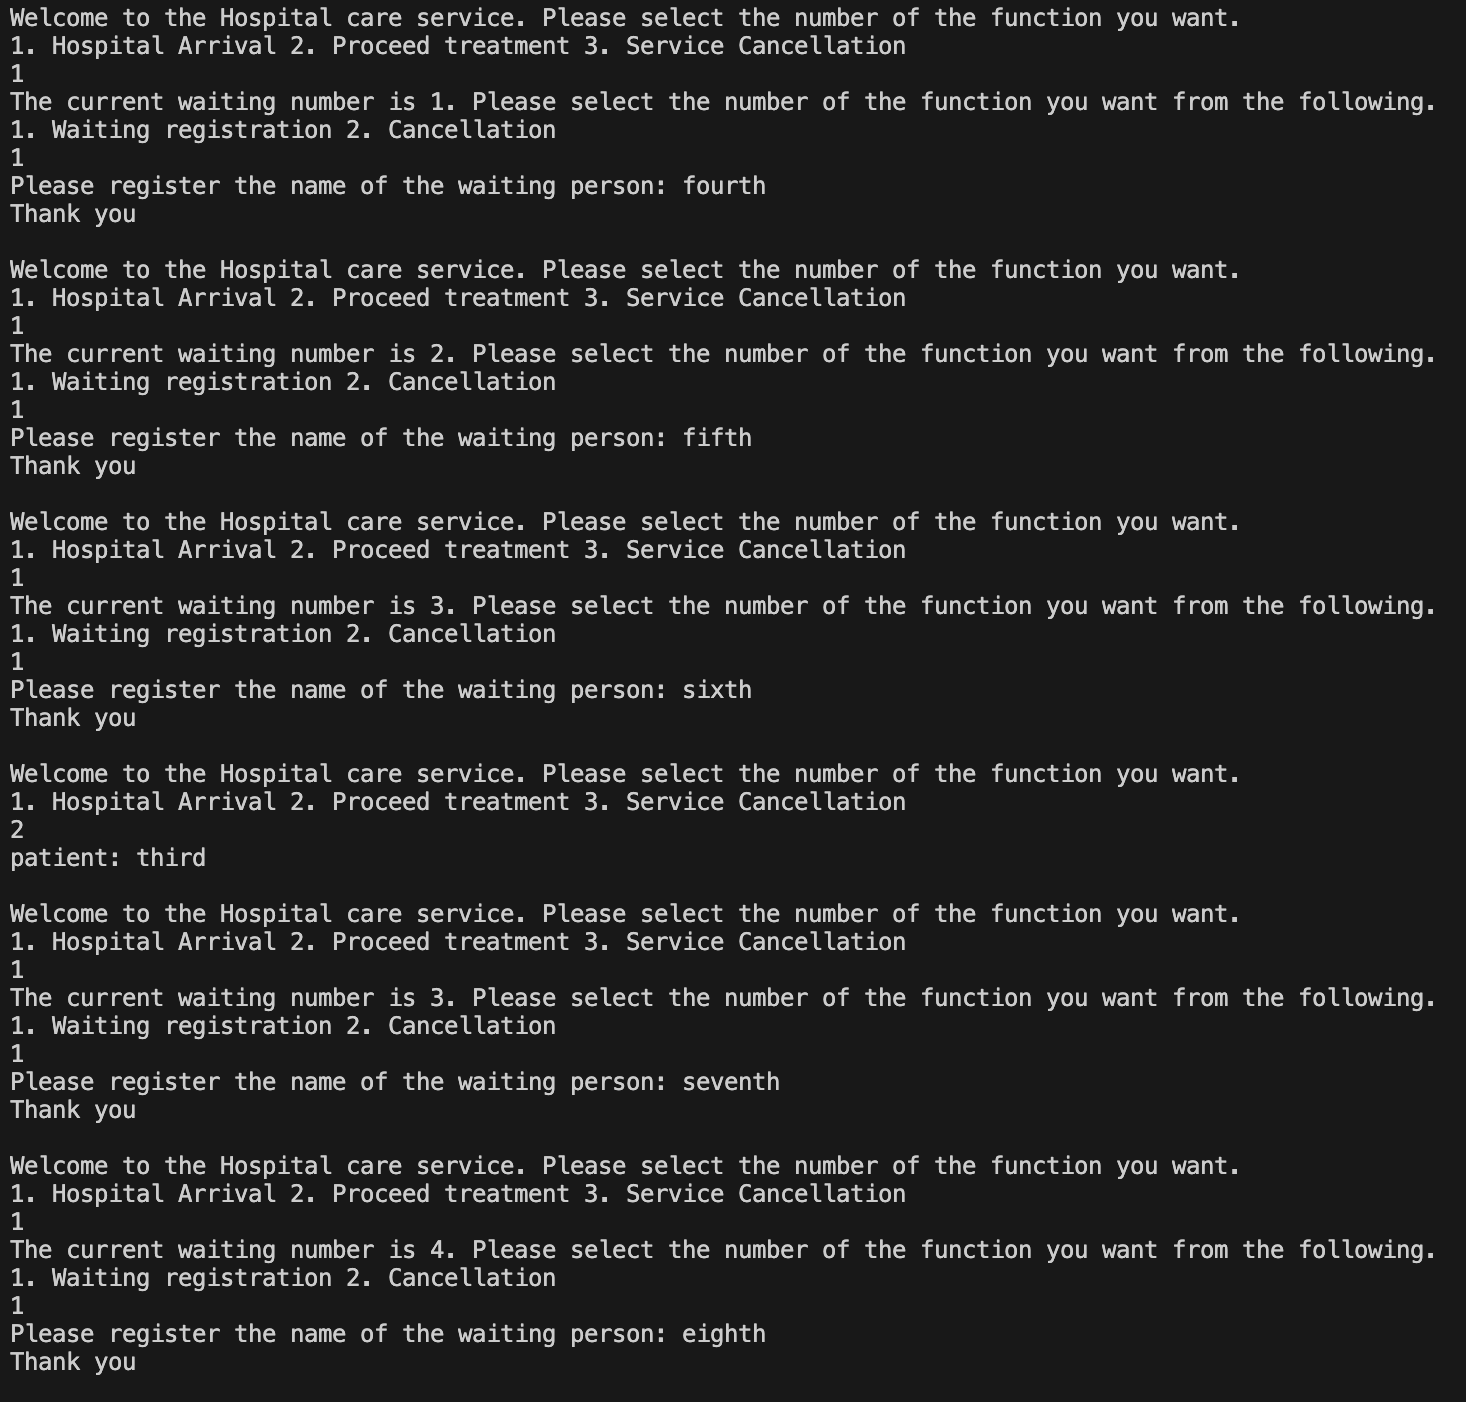 Welcome to the Hospital care service. Please select the number of the function you want.
1. Hospital Arrival 2. Proceed treatment 3. Service Cancellation
1
The current waiting number is 1. Please select the number of the function you want from the following.
1. Waiting registration 2. Cancellation
1
Please register the name of the waiting person: fourth
Thank you
Welcome to the Hospital care service. Please select the number of the function you want.
1. Hospital Arrival 2. Proceed treatment 3. Service Cancellation
1
The current waiting number is 2. Please select the number of the function you want from the following.
1. Waiting registration 2. Cancellation
1
Please register the name of the waiting person: fifth
Thank you
Welcome to the Hospital care service. Please select the number of the function you want.
1. Hospital Arrival 2. Proceed treatment 3. Service Cancellation
1
The current waiting number is 3. Please select the number of the function you want from the following.
1. Waiting registration 2. Cancellation
1
Please register the name of the waiting person: sixth
Thank you
Welcome to the Hospital care service. Please select the number of the function you want.
1. Hospital Arrival 2. Proceed treatment 3. Service Cancellation
2
patient: third
Welcome to the Hospital care service. Please select the number of the function you want.
1. Hospital Arrival 2. Proceed treatment 3. Service Cancellation
1
The current waiting number is 3. Please select the number of the function you want from the following.
1. Waiting registration 2. Cancellation
1
Please register the name of the waiting person: seventh
Thank you
Welcome to the Hospital care service. Please select the number of the function you want.
1. Hospital Arrival 2. Proceed treatment 3. Service Cancellation
1
The current waiting number is 4. Please select the number of the function you want from the following.
1. Waiting registration 2. Cancellation
1
Please register the name of the waiting person: eighth
Thank you